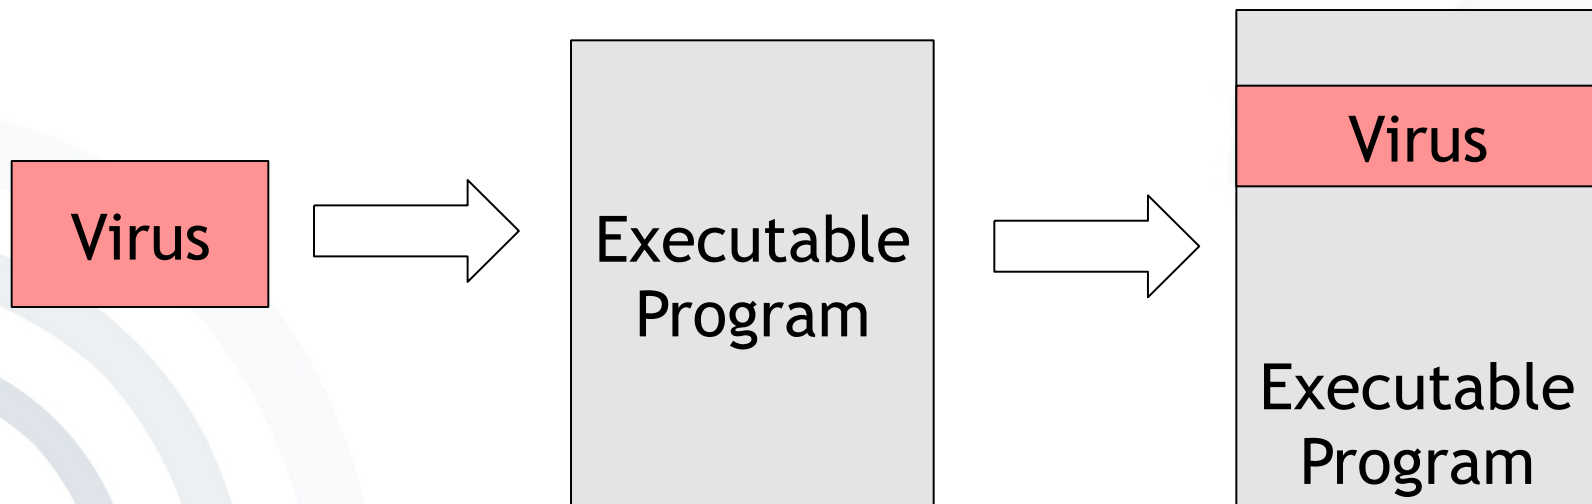 Virus
Executable
Program
Virus
Executable
Program